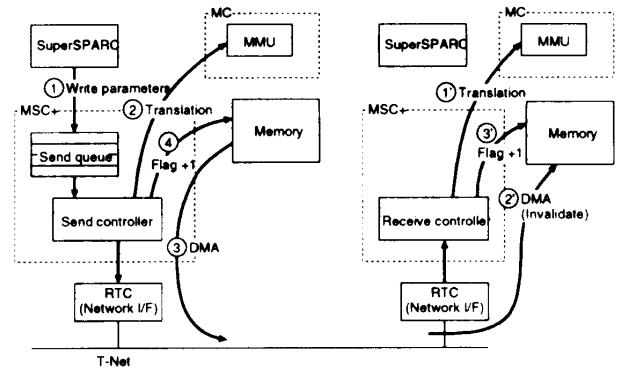 MC
MC
SuperSPARC
MMU
SuperSPARC
MMU
1 Write parameters
MSC+
2 Translation
1' Translation
MSC+
Send queue
4
Flag +1
Memory
3'
Flag +1
Memory
Send controller
3 DMA
Receive controller
2' DMA
(Invalidate)
RTC
(Network I/F)
RTC
(Network I/F)
T-Net